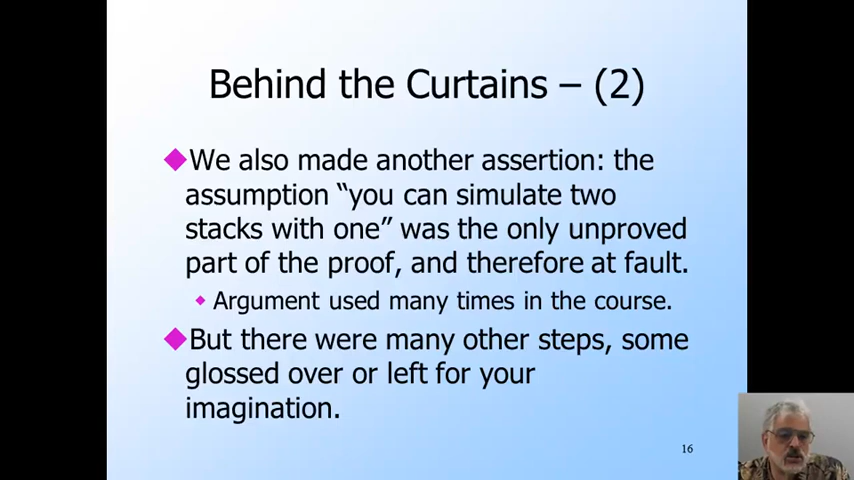 Behind the Curtains – (2)
We also made another assertion: the
assumption “you can simulate two
stacks with one” was the only unproved
part of the proof, and therefore at fault.
Argument used many times in the course.
But there were many other steps, some
glossed over or left for your
imagination.
16